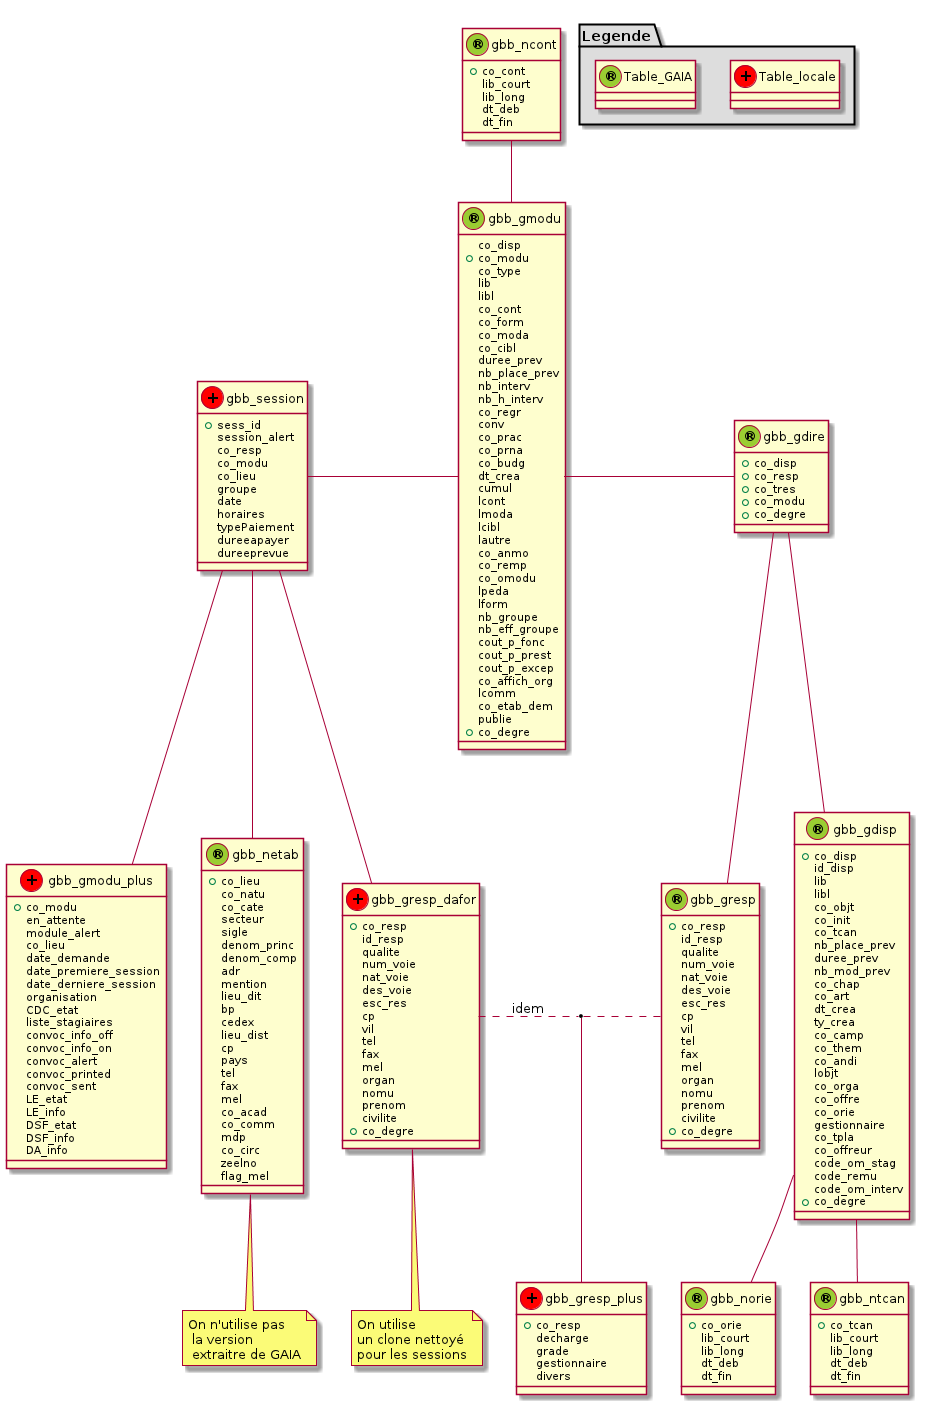 Legende
Table_GAIA
Table_locale
gbb_ncont
co_cont
lib_court
lib_long
dt_deb
dt_fin
gbb_gmodu
co_disp
co_modu
co_type
lib
libl
co_cont
co_form
co_moda
co_cibl
duree_prev
nb_place_prev
nb_interv
nb_h_interv
co_regr
conv
co_prac
co_prna
co_budg
dt_crea
cumul
lcont
lmoda
lcibl
lautre
co_anmo
co_remp
co_omodu
lpeda
lform
nb_groupe
nb_eff_groupe
cout_p_fonc
cout_p_prest
cout_p_excep
co_affich_org
lcomm
co_etab_dem
publie
co_degre
gbb_session
sess_id
session_alert
co_resp
co_modu
co_lieu
groupe
date
horaires
typePaiement
dureeapayer
dureeprevue
gbb_gdire
co_disp
co_resp
co_tres
co_modu
co_degre
gbb_gmodu_plus
co_modu
en_attente
module_alert
co_lieu
date_demande
date_premiere_session
date_derniere_session
organisation
CDC_etat
liste_stagiaires
convoc_info_off
convoc_info_on
convoc_alert
convoc_printed
convoc_sent
LE_etat
LE_info
DSF_etat
DSF_info
DA_info
gbb_netab
co_lieu
co_natu
co_cate
secteur
sigle
denom_princ
denom_comp
adr
mention
lieu_dit
bp
cedex
lieu_dist
cp
pays
tel
fax
mel
co_acad
co_comm
mdp
co_circ
zeelno
flag_mel
gbb_gresp_dafor
co_resp
id_resp
qualite
num_voie
nat_voie
des_voie
esc_res
cp
vil
tel
fax
mel
organ
nomu
prenom
civilite
co_degre
idem
gbb_gresp
co_resp
id_resp
qualite
num_voie
nat_voie
des_voie
esc_res
cp
vil
tel
fax
mel
organ
nomu
prenom
civilite
co_degre
gbb_gdisp
co_disp
id_disp
lib
libl
co_objt
co_init
co_tcan
nb_place_prev
duree_prev
nb_mod_prev
co_chap
co_art
dt_crea
ty_crea
co_camp
co_them
co_andi
lobjt
co_orga
co_offre
co_orie
gestionnaire
co_tpla
co_offreur
code_om_stag
code_remu
code_om_interv
co_degre
On n'utilise pas
la version
extraitre de GAIA
On utilise
un clone nettoyé
pour les sessions
gbb_gresp_plus
co_resp
decharge
grade
gestionnaire
divers
gbb_norie
co_orie
lib_court
lib_long
dt_deb
dt_fin
gbb_ntcan
co_tcan
lib_court
lib_long
dt_deb
dt_fin